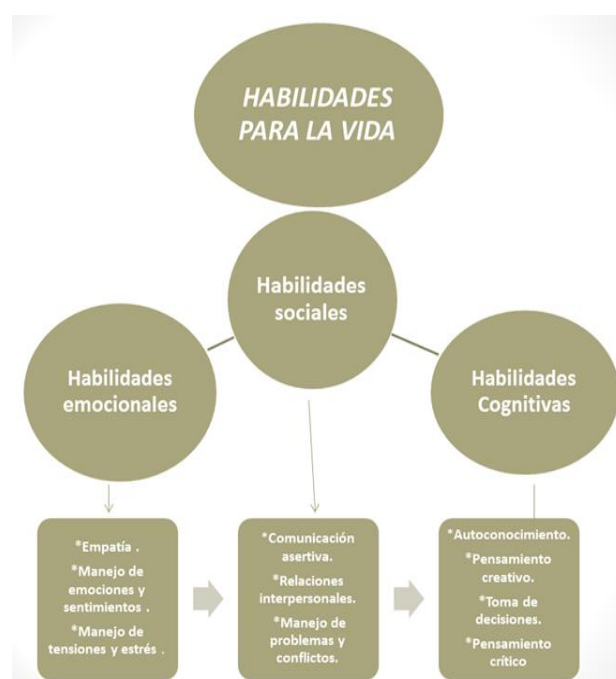 HABILIDADES
PARA LA VIDA
Habilidades
sociales
Habilidades
emocionales
Habilidades
Cognitivas
*Empatía .
*Manejo de
emociones y
sentimientos .
*Manejo de
tensiones y estrés .
*Comunicación
asertiva.
*Relaciones
interpersonales.
*Manejo de
problemas y
conflictos.
*Autoconocimiento.
*Pensamiento
creativo.
*Toma de
decisiones.
*Pensamiento
crítico